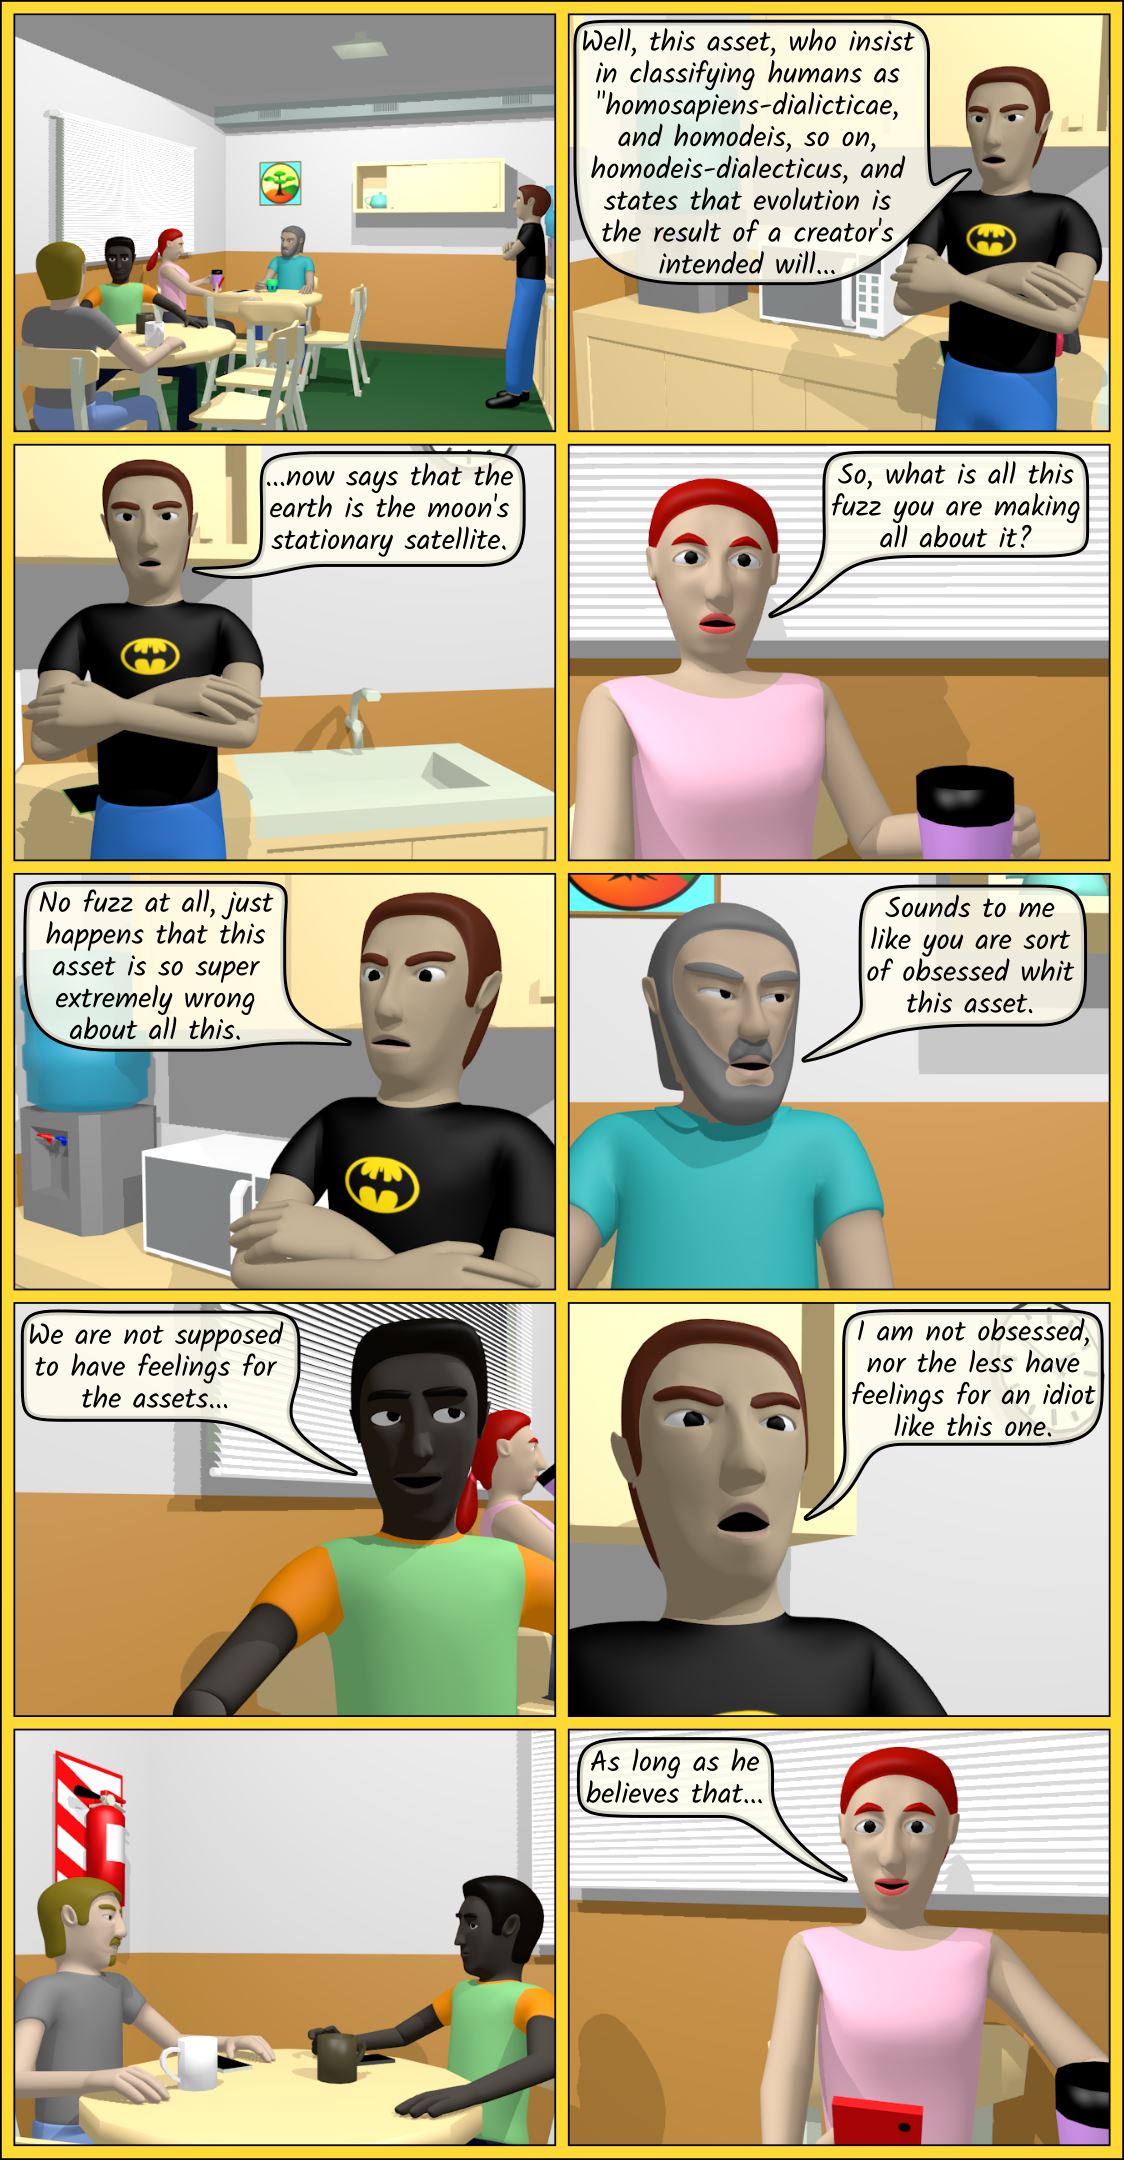 Well, this asset, who insist
in classifying humans as
"homosapiens-dialicticae,
and homodeis, so on,
homodeis-dialecticus, and
states that evolution is
the result of a creator's
intended will...
...now says that the
earth is the moon's
stationary satellite.
So, what is all this
fuzz you are making
all about it?
No fuzz at all, just
happens that this
asset is so super
extremely wrong
about all this.
Sounds to me
like you are sort
of obsessed whit
this asset.
We are not supposed
to have feelings for
the assets...
I am not obsessed,
nor the less have
feelings for an idiot
like this one.
As long as he
believes that...